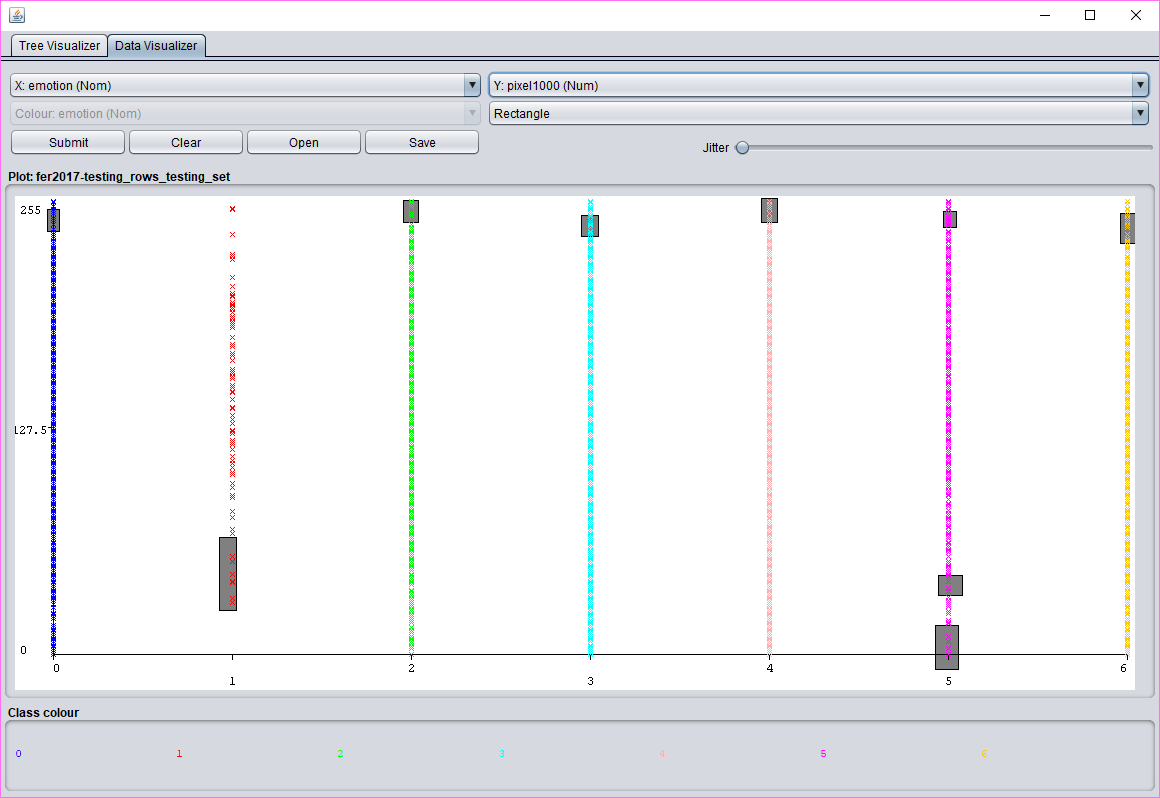 Tree Visualizer Data Visualizer
X: emotion (Nom) Y: pixel1000 (Num)
Colour: emotion (Nom) Rectangle
Submit Clear Open Save Jitter
Plot: fer2017-testing_rows_testing_set
255
127.5
0
0 1 2 3 4 5 6
Class colour
0 1 2 3 4 5 6